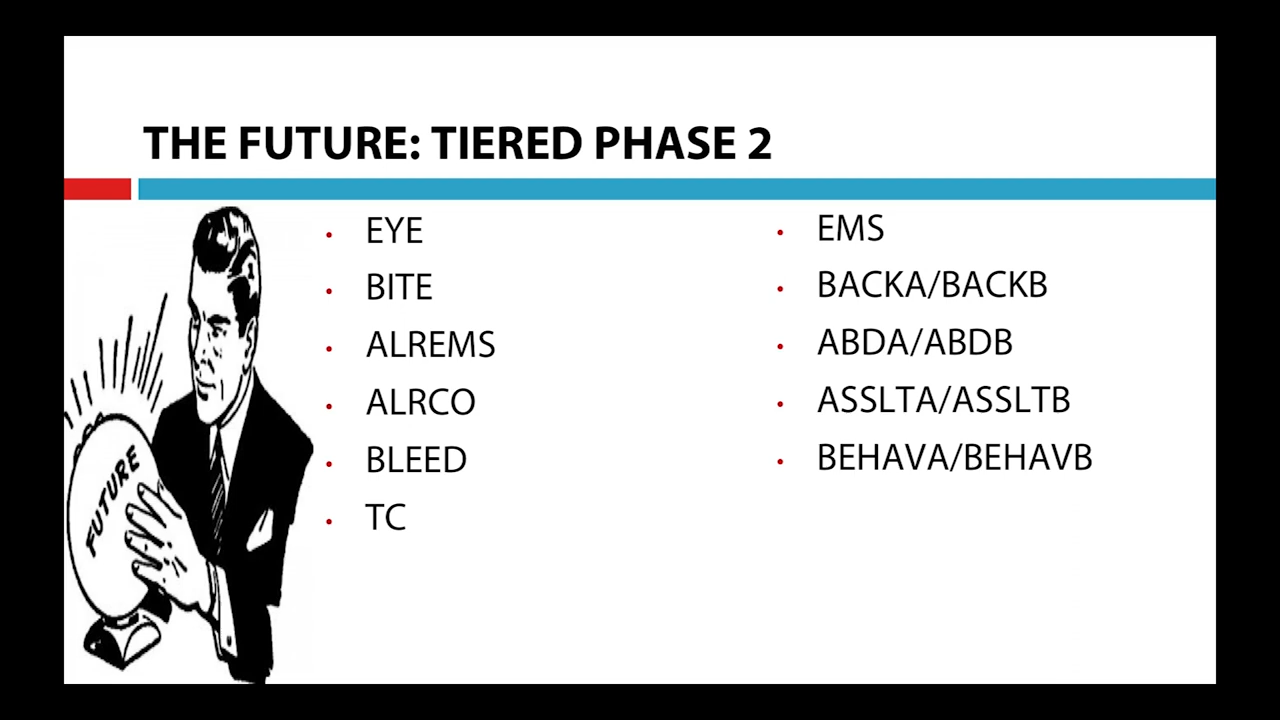 THE FUTURE: TIERED PHASE 2
EYE
BITE
ALREMS
ALRCO
BLEED
TC
EMS
BACKA/BACKB
ABDA/ABDB
ASSLTA/ASSLTB
BEHAVA/BEHAVB
FUTURE